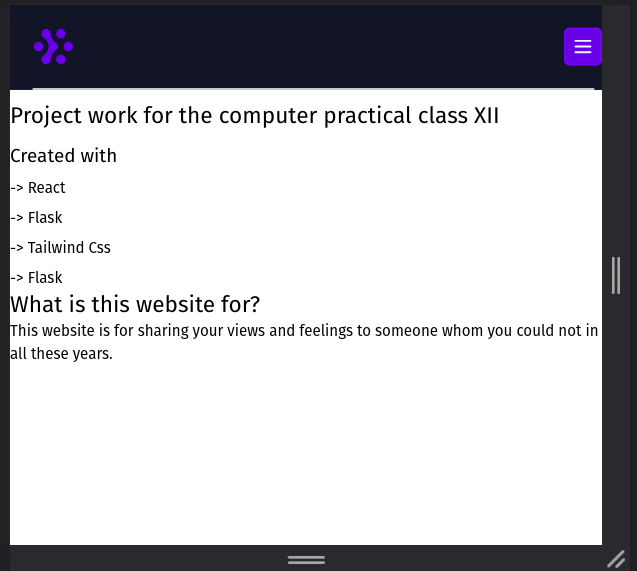 Project work for the computer practical class XII
Created with
-> React
-> Flask
-> Tailwind Css
-> Flask
What is this website for?
This website is for sharing your views and feelings to someone whom you could not in
all these years.